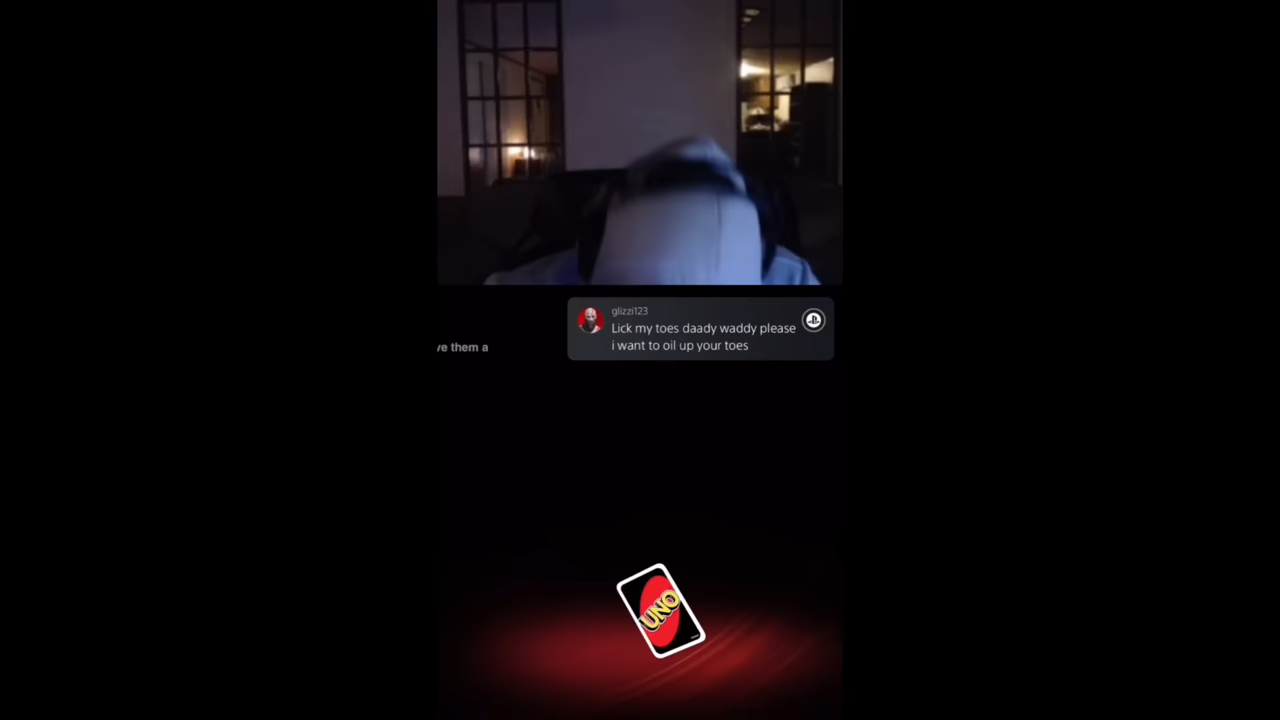 glizzi123
Lick my toes daady waddy please
i want to oil up your toes
ve them a
UNO